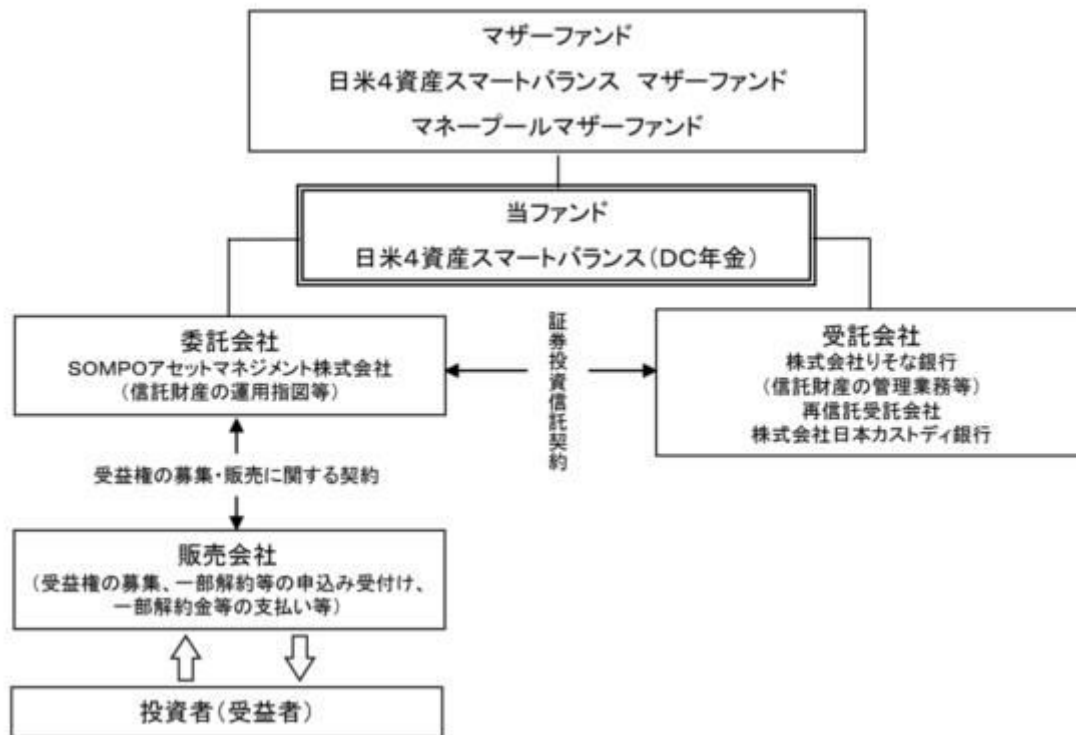 マザーファンド
日米4資産スマートバランス マザーファンド
マネープールマザーファンド
当ファンド
日米4資産スマートバランス(DC年金)
委託会社
SOMPOアセットマネジメント株式会社
(信託財産の運用指図等)
証券投資信託契約
受託会社
株式会社りそな銀行
(信託財産の管理業務等)
再信託受託会社
株式会社日本カストディ銀行
受益権の募集・販売に関する契約
販売会社
(受益権の募集、一部解約等の申込み受付け、
一部解約金等の支払い等)
投資者(受益者)